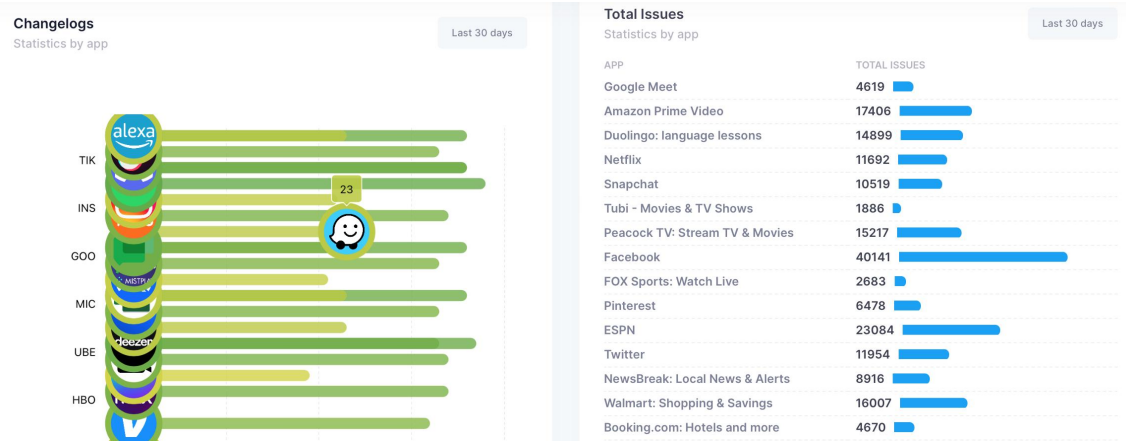 Changelogs
Statistics by app
Last 30 days
alexa
TIK
23
INS
GOO
MIC
deezer
UBE
HBO
Total Issues
Statistics by app
Last 30 days
APP TOTAL ISSUES
Google Meet 4619
Amazon Prime Video 17406
Duolingo: language lessons 14899
Netflix 11692
Snapchat 10519
Tubi - Movies & TV Shows 1886
Peacock TV: Stream TV & Movies 15217
Facebook 40141
FOX Sports: Watch Live 2683
Pinterest 6478
ESPN 23084
Twitter 11954
NewsBreak: Local News & Alerts 8916
Walmart: Shopping & Savings 16007
Booking.com: Hotels and more 4670